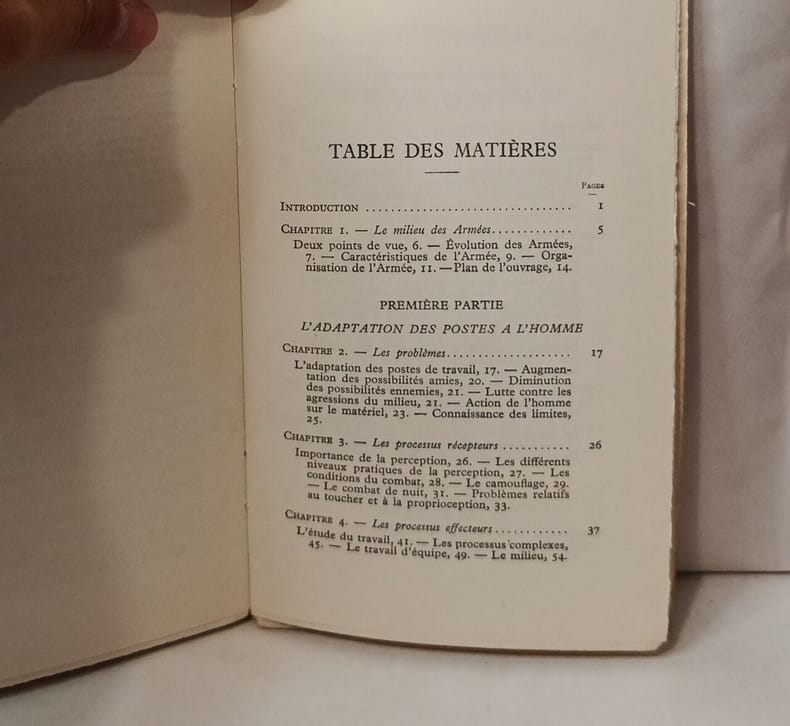 TABLE DES MATIÈRES
PAGES
INTRODUCTION ................................ 1
CHAPITRE 1. — Le milieu des Armées............. 5
Deux points de vue, 6. — Évolution des Armées,
7. — Caractéristiques de l'Armée, 9. — Orga-
nisation de l'Armée, 11. — Plan de l'ouvrage, 14.
PREMIÈRE PARTIE
L'ADAPTATION DES POSTES A L'HOMME
CHAPITRE 2. — Les problèmes.................... 17
L'adaptation des postes de travail, 17. — Augmen-
tation des possibilités amies, 20. — Diminution
des possibilités ennemies, 21. — Lutte contre les
agressions du milieu, 21. — Action de l'homme
sur le matériel, 23. — Connaissance des limites,
25.
CHAPITRE 3. — Les processus récepteurs ........... 26
Importance de la perception, 26. — Les différents
niveaux pratiques de la perception, 27. — Les
conditions du combat, 28. — Le camouflage, 29.
— Le combat de nuit, 31. — Problèmes relatifs
au toucher et à la proprioception, 33.
CHAPITRE 4. — Les processus effecteurs............ 37
L'étude du travail, 41. — Les processus complexes,
45. — Le travail d'équipe, 49. — Le milieu, 54.